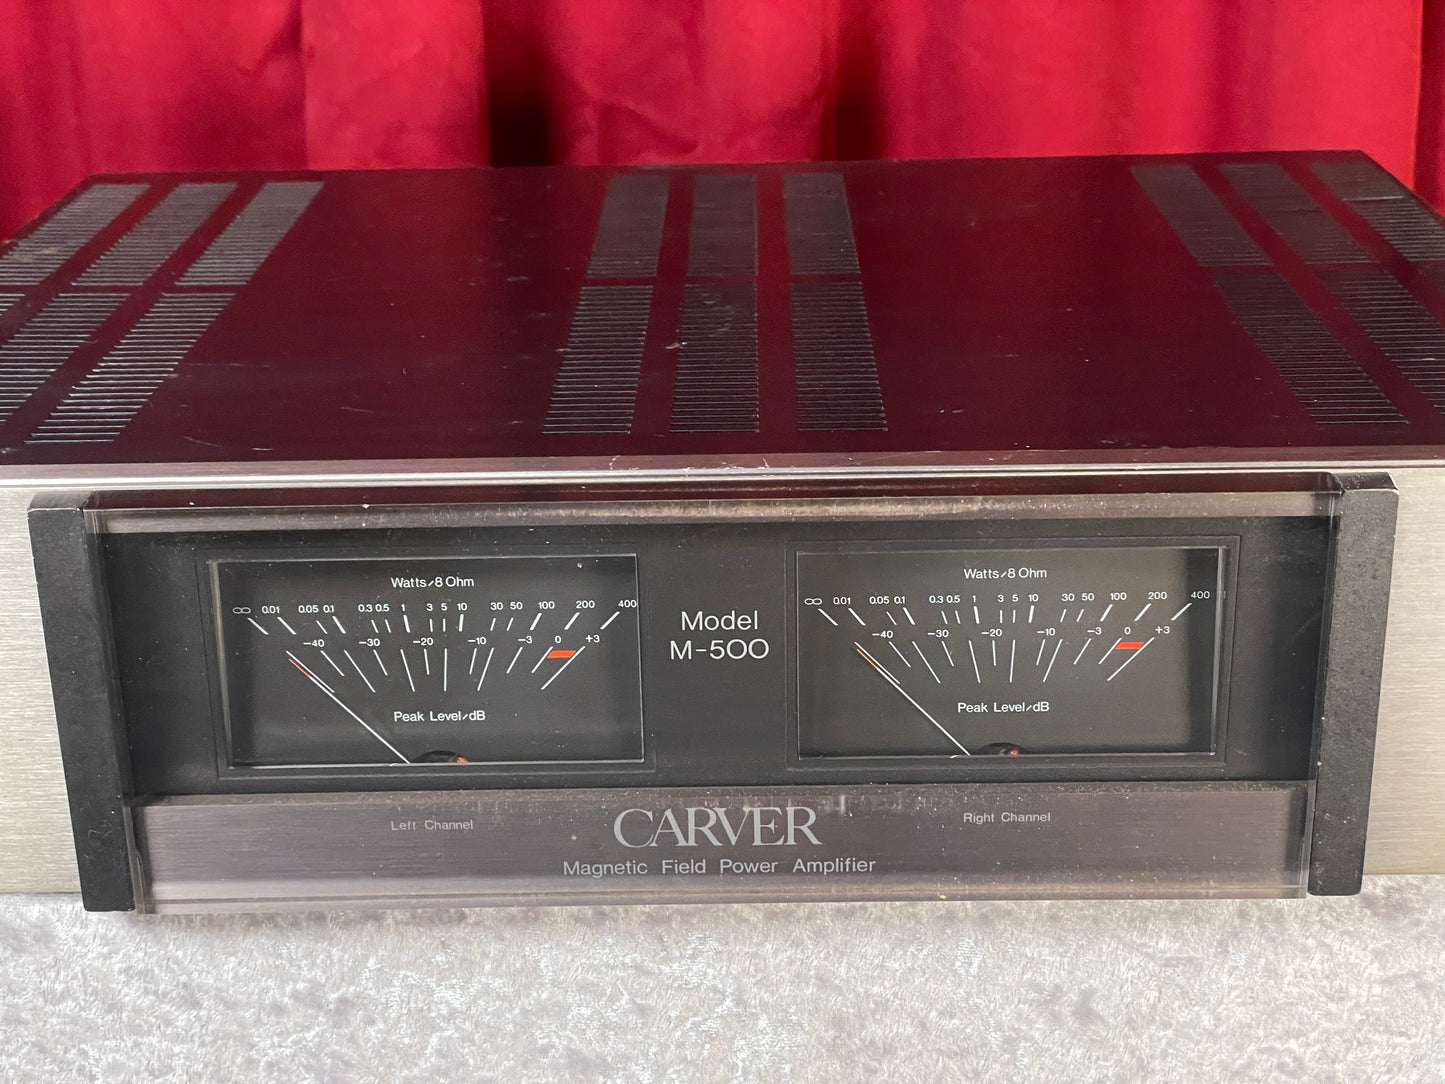 Watts/8 Ohm
∞ 0.01 0.05 0.1 0.3 0.5 1 3 5 10 30 50 100 200 400
-40 -30 -20 -10 -3 0 +3
Peak Level/dB
Model
M-500
Watts/8 Ohm
∞ 0.01 0.05 0.1 0.3 0.5 1 3 5 10 30 50 100 200 400
-40 -30 -20 -10 -3 0 +3
Peak Level/dB
Left Channel
CARVER
Right Channel
Magnetic Field Power Amplifier